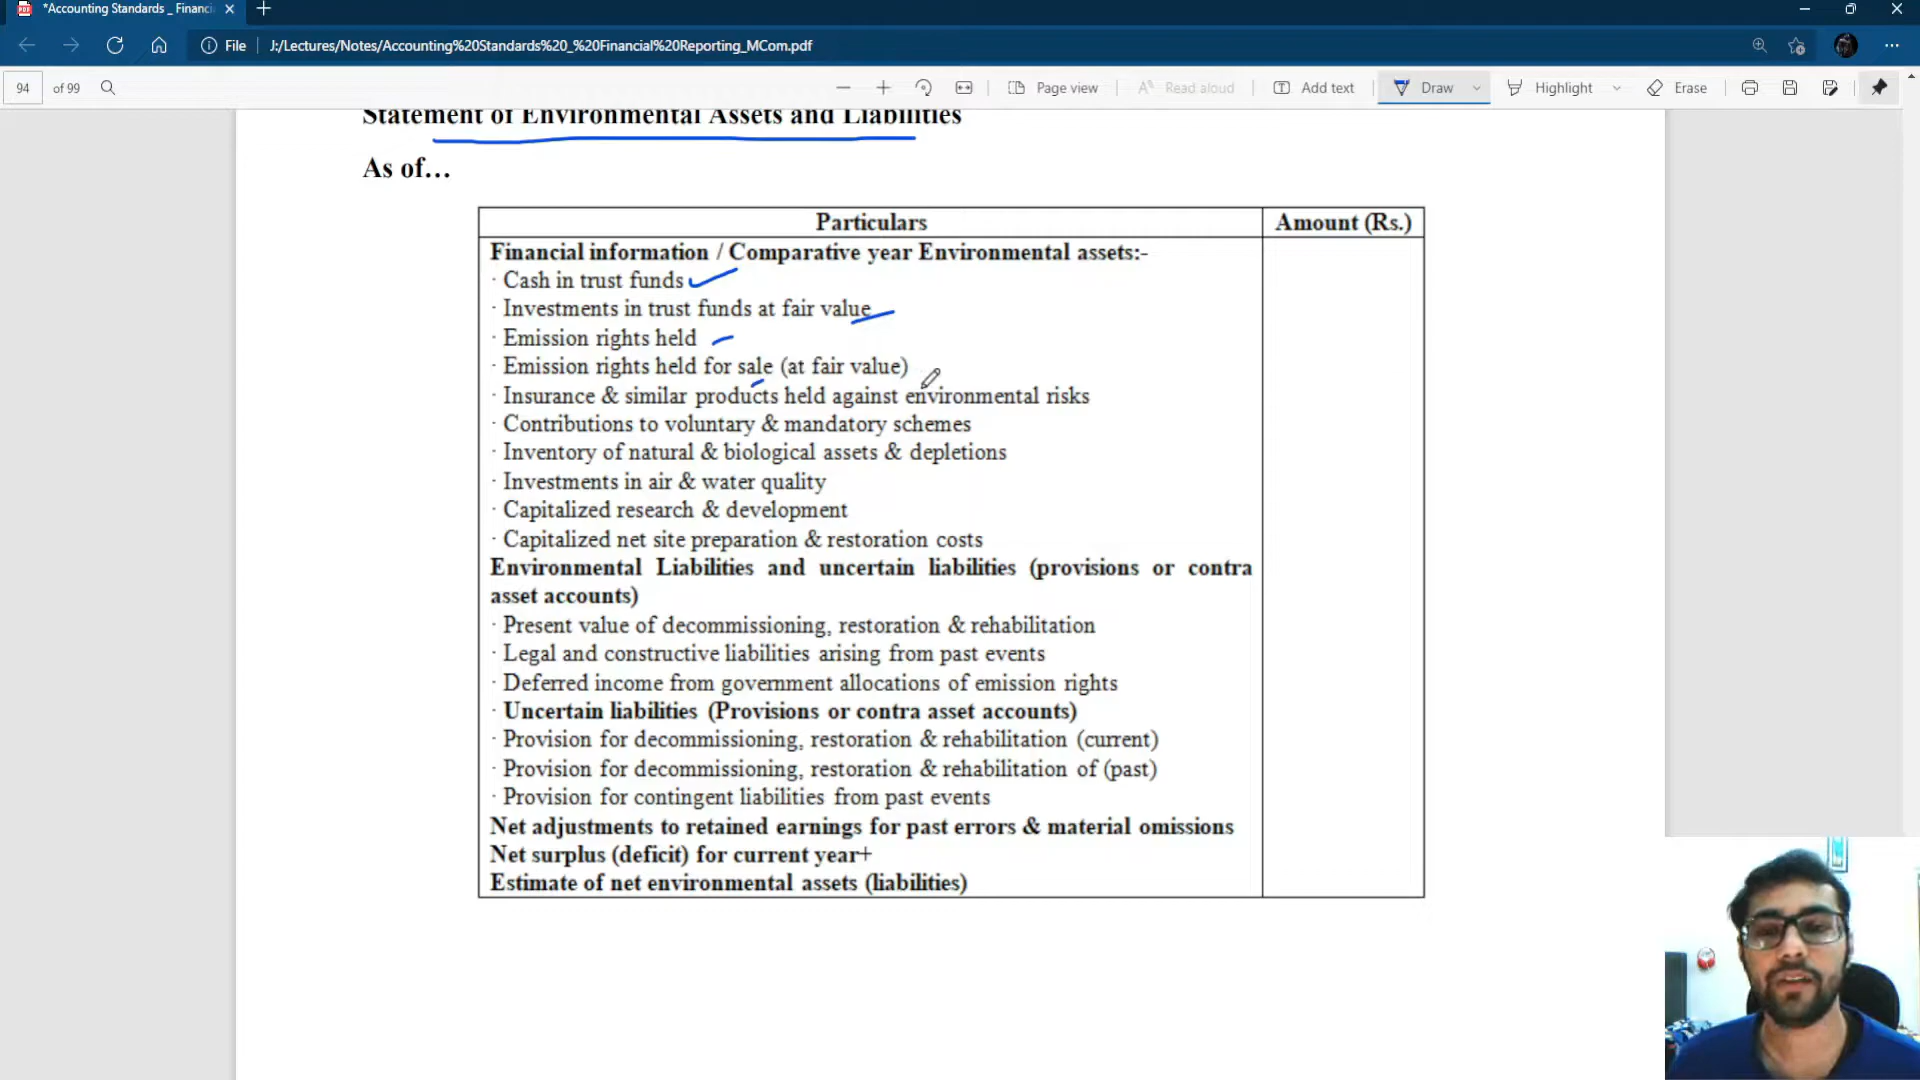 *Accounting Standards _ Financi
File
J:/Lectures/Notes/Accounting%20Standards%20_%20Financial%20Reporting_MCom.pdf
94 of 99
Page view
Read aloud
Add text
Draw
Highlight
Erase
Statement of Environmental Assets and Liabilities
As of…
Particulars
Amount (Rs.)
Financial information / Comparative year Environmental assets:-
· Cash in trust funds
· Investments in trust funds at fair value
· Emission rights held
· Emission rights held for sale (at fair value)
· Insurance & similar products held against environmental risks
· Contributions to voluntary & mandatory schemes
· Inventory of natural & biological assets & depletions
· Investments in air & water quality
· Capitalized research & development
· Capitalized net site preparation & restoration costs
Environmental Liabilities and uncertain liabilities (provisions or contra
asset accounts)
· Present value of decommissioning, restoration & rehabilitation
· Legal and constructive liabilities arising from past events
· Deferred income from government allocations of emission rights
· Uncertain liabilities (Provisions or contra asset accounts)
· Provision for decommissioning, restoration & rehabilitation (current)
· Provision for decommissioning, restoration & rehabilitation of (past)
· Provision for contingent liabilities from past events
Net adjustments to retained earnings for past errors & material omissions
Net surplus (deficit) for current year+
Estimate of net environmental assets (liabilities)